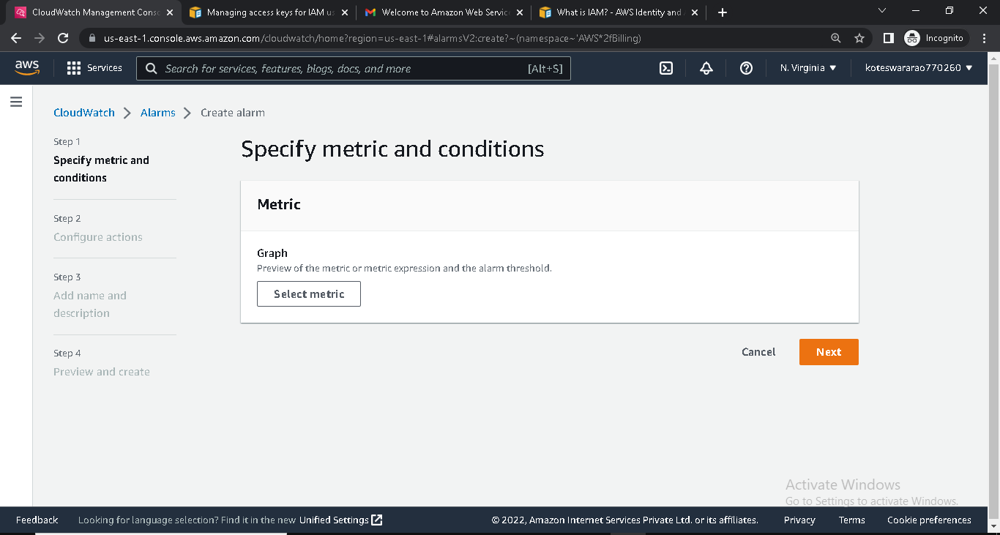 CloudWatch Management Conso
Managing access keys for IAM us
Welcome to Amazon Web Service
What is IAM? - AWS Identity and A
us-east-1.console.aws.amazon.com/cloudwatch/home?region=us-east-1#alarmsV2:create?~(namespace~'AWS*2fBilling)
Incognito
aws
Services
Search for services, features, blogs, docs, and more
[Alt+S]
N. Virginia
koteswararao770260
CloudWatch
Alarms
Create alarm
Step 1
Specify metric and
conditions
Step 2
Configure actions
Step 3
Add name and
description
Step 4
Preview and create
Specify metric and conditions
Metric
Graph
Preview of the metric or metric expression and the alarm threshold.
Select metric
Cancel
Next
Activate Windows
Go to Settings to activate Windows.
Feedback
Looking for language selection? Find it in the new Unified Settings
© 2022, Amazon Internet Services Private Ltd. or its affiliates.
Privacy
Terms
Cookie preferences